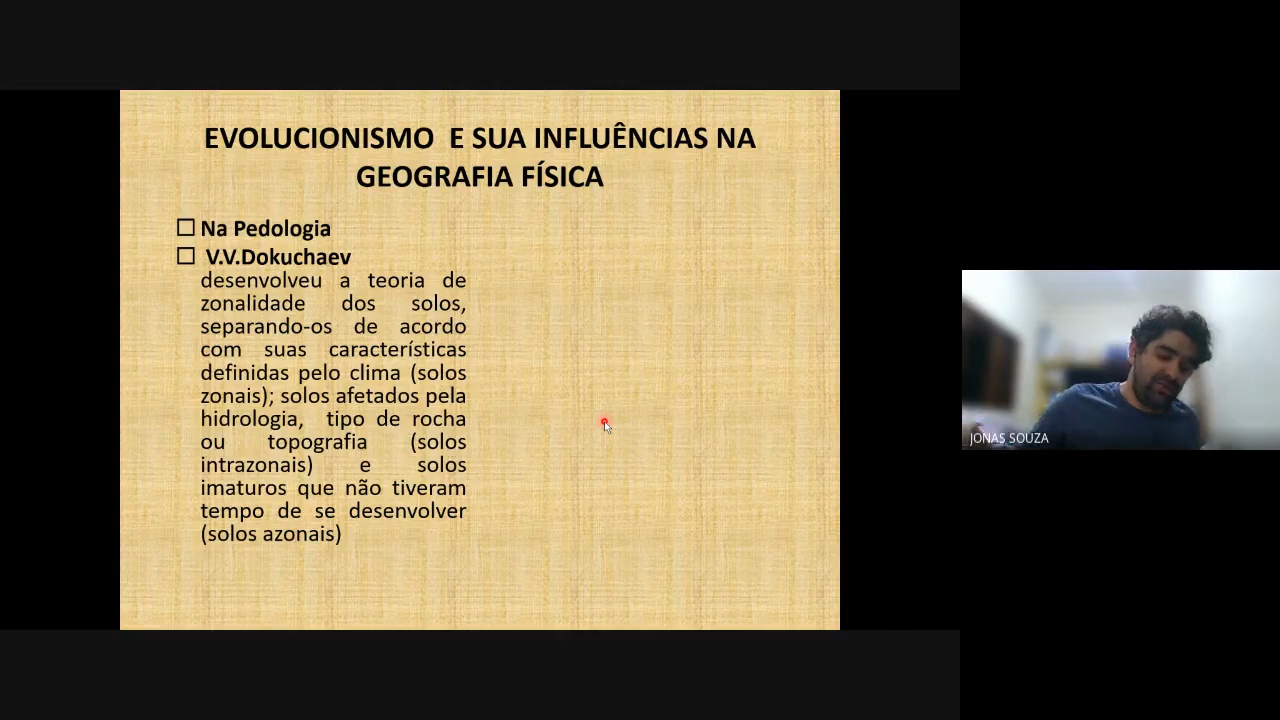 EVOLUCIONISMO E SUA INFLUÊNCIAS NA
GEOGRAFIA FÍSICA
Na Pedologia
V.V.Dokuchaev
desenvolveu a teoria de
zonalidade dos solos,
separando-os de acordo
com suas características
definidas pelo clima (solos
zonais); solos afetados pela
hidrologia, tipo de rocha
ou topografia (solos
intrazonais) e solos
imaturos que não tiveram
tempo de se desenvolver
(solos azonais)
JONAS SOUZA